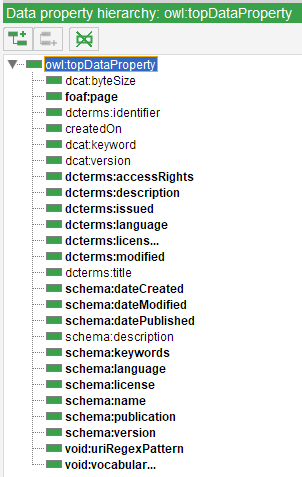 Data property hierarchy: owl:topDataProperty
owl:topDataProperty
dcat:byteSize
foaf:page
dcterms:identifier
createdOn
dcat:keyword
dcat:version
dcterms:accessRights
dcterms:description
dcterms:issued
dcterms:language
dcterms:licens...
dcterms:modified
dcterms:title
schema:dateCreated
schema:dateModified
schema:datePublished
schema:description
schema:keywords
schema:language
schema:license
schema:name
schema:publication
schema:version
void:uriRegexPattern
void:vocabular...